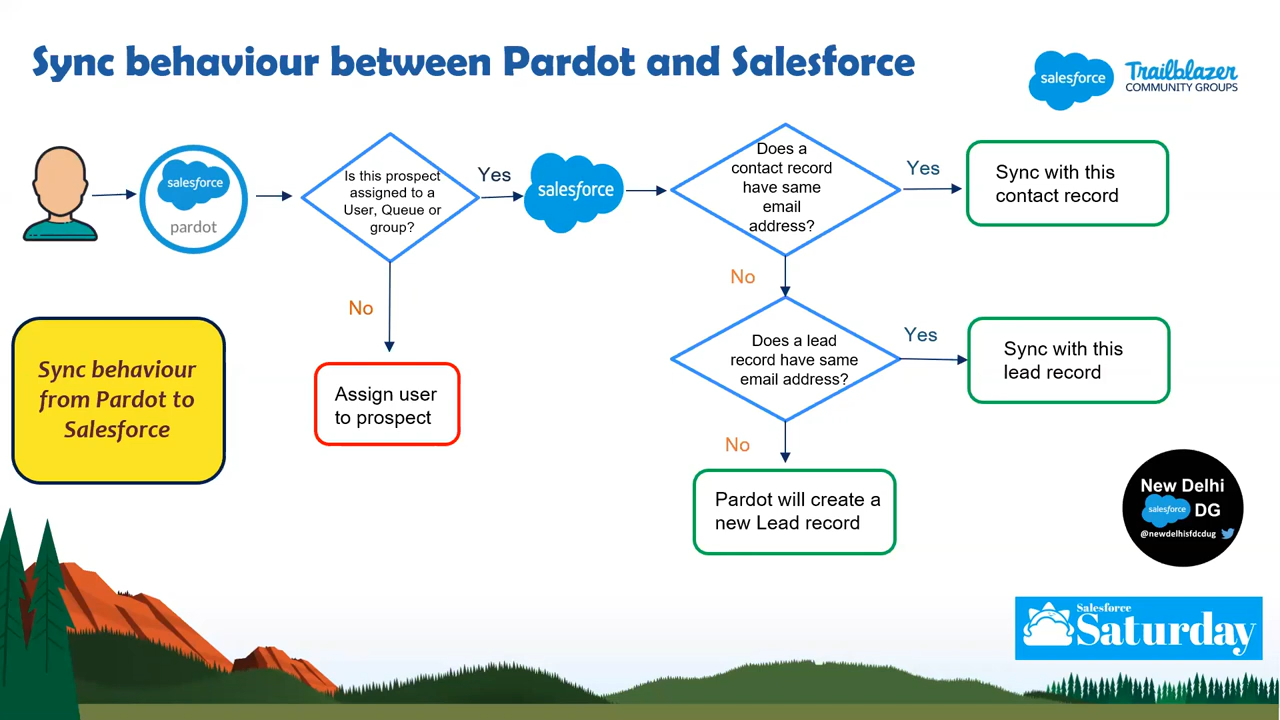 Sync behaviour between Pardot and Salesforce
salesforce
Trailblazer
COMMUNITY GROUPS
salesforce
pardot
Is this prospect
assigned to a
User, Queue or
group?
Yes
salesforce
Does a
contact record
have same
email
address?
Yes
Sync with this
contact record
No
No
Assign user
to prospect
Does a lead
record have same
email address?
Yes
Sync with this
lead record
No
Pardot will create a
new Lead record
Sync behaviour
from Pardot to
Salesforce
New Delhi
salesforce DG
@newdelhisfdcdug
Salesforce
Saturday